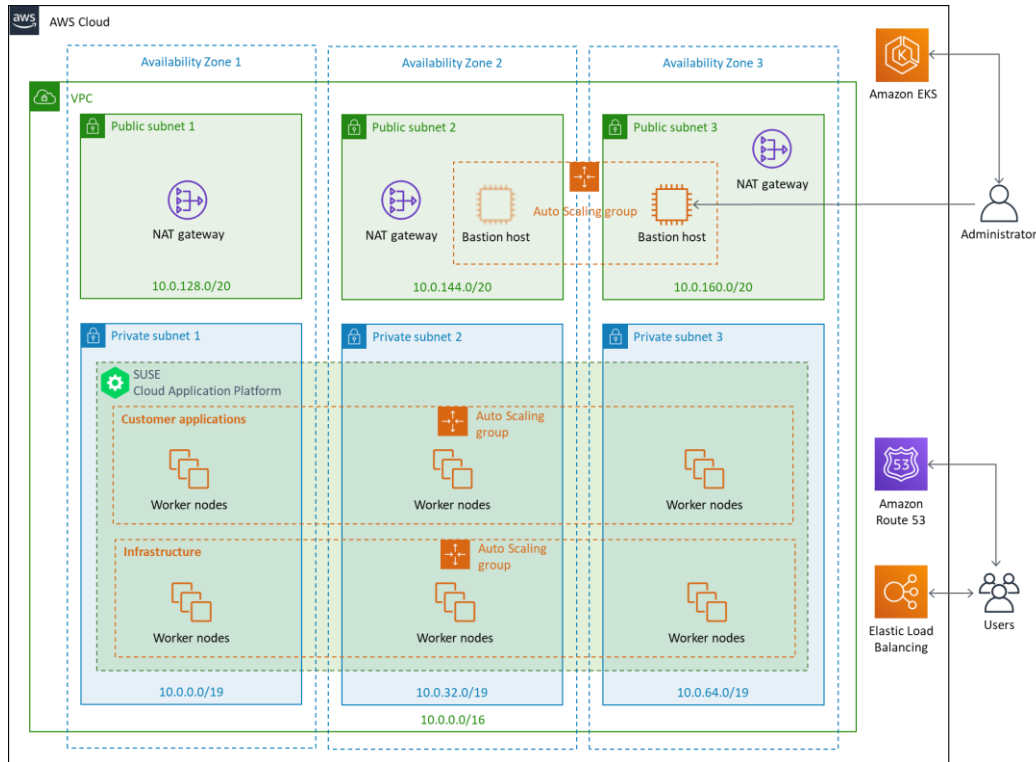 aws
AWS Cloud
Availability Zone 1
Availability Zone 2
Availability Zone 3
Amazon EKS
VPC
Public subnet 1
Public subnet 2
Public subnet 3
NAT gateway
NAT gateway
Bastion host
Auto Scaling group
Bastion host
NAT gateway
Administrator
10.0.128.0/20
10.0.144.0/20
10.0.160.0/20
Private subnet 1
Private subnet 2
Private subnet 3
SUSE
Cloud Application Platform
Customer applications
Auto Scaling
group
Worker nodes
Worker nodes
Worker nodes
Infrastructure
Auto Scaling
group
Worker nodes
Worker nodes
Worker nodes
10.0.0.0/19
10.0.32.0/19
10.0.64.0/19
10.0.0.0/16
K
53
Amazon
Route 53
Elastic Load
Balancing
Users